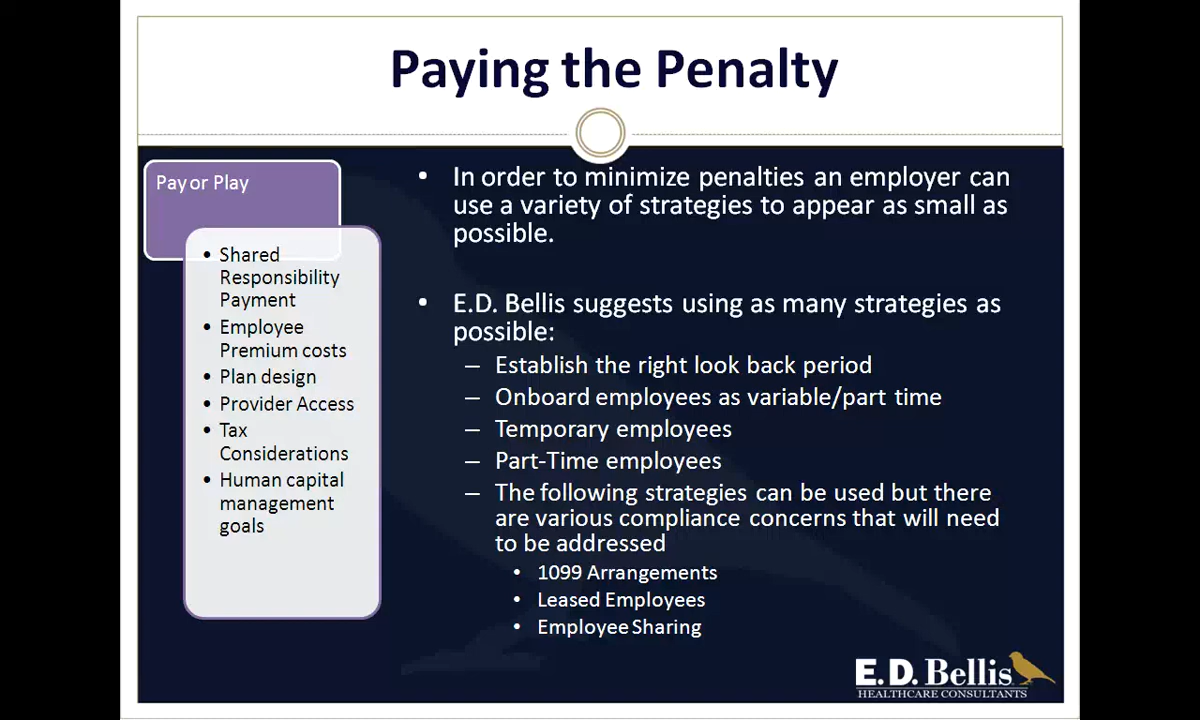 Paying the Penalty
Pay or Play
• Shared
Responsibility
Payment
• Employee
Premium costs
• Plan design
• Provider Access
• Tax
Considerations
• Human capital
management
goals
• In order to minimize penalties an employer can
use a variety of strategies to appear as small as
possible.
• E.D. Bellis suggests using as many strategies as
possible:
– Establish the right look back period
– Onboard employees as variable/part time
– Temporary employees
– Part-Time employees
– The following strategies can be used but there
are various compliance concerns that will need
to be addressed
• 1099 Arrangements
• Leased Employees
• Employee Sharing
E.D. Bellis
HEALTHCARE CONSULTANTS